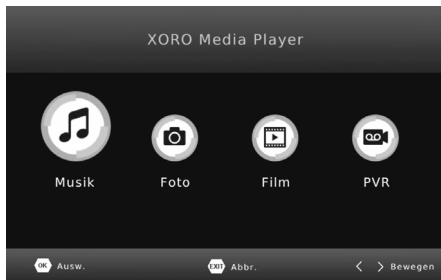 XORO Media Player
Musik Foto Film PVR
OK Ausw. EXIT Abbr. < > Bewegen